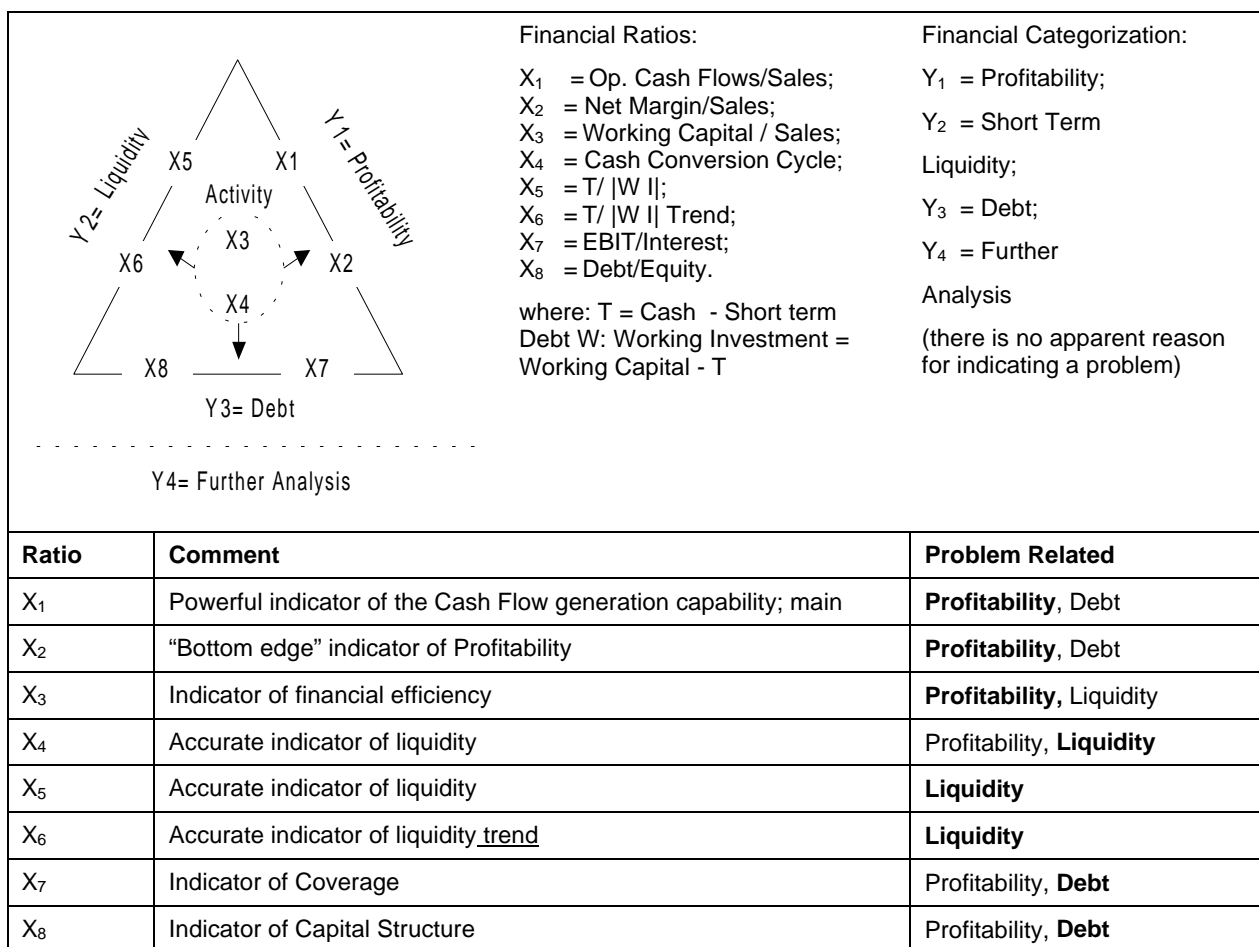 Y2= Liquidity
X5
X1
Y1= Profitability
Activity
X3
X6
X2
X4
X8
X7
Y3= Debt
Y4= Further Analysis
Financial Ratios:
X1 = Op. Cash Flows/Sales;
X2 = Net Margin/Sales;
X3 = Working Capital / Sales;
X4 = Cash Conversion Cycle;
X5 = T/ |W I|;
X6 = T/ |W I| Trend;
X7 = EBIT/Interest;
X8 = Debt/Equity.
where: T = Cash - Short term
Debt W: Working Investment =
Working Capital - T
Financial Categorization:
Y1 = Profitability;
Y2 = Short Term
Liquidity;
Y3 = Debt;
Y4 = Further
Analysis
(there is no apparent reason
for indicating a problem)
Ratio Comment Problem Related
X1 Powerful indicator of the Cash Flow generation capability; main Profitability, Debt
X2 “Bottom edge” indicator of Profitability Profitability, Debt
X3 Indicator of financial efficiency Profitability, Liquidity
X4 Accurate indicator of liquidity Profitability, Liquidity
X5 Accurate indicator of liquidity Liquidity
X6 Accurate indicator of liquidity trend Liquidity
X7 Indicator of Coverage Profitability, Debt
X8 Indicator of Capital Structure Profitability, Debt